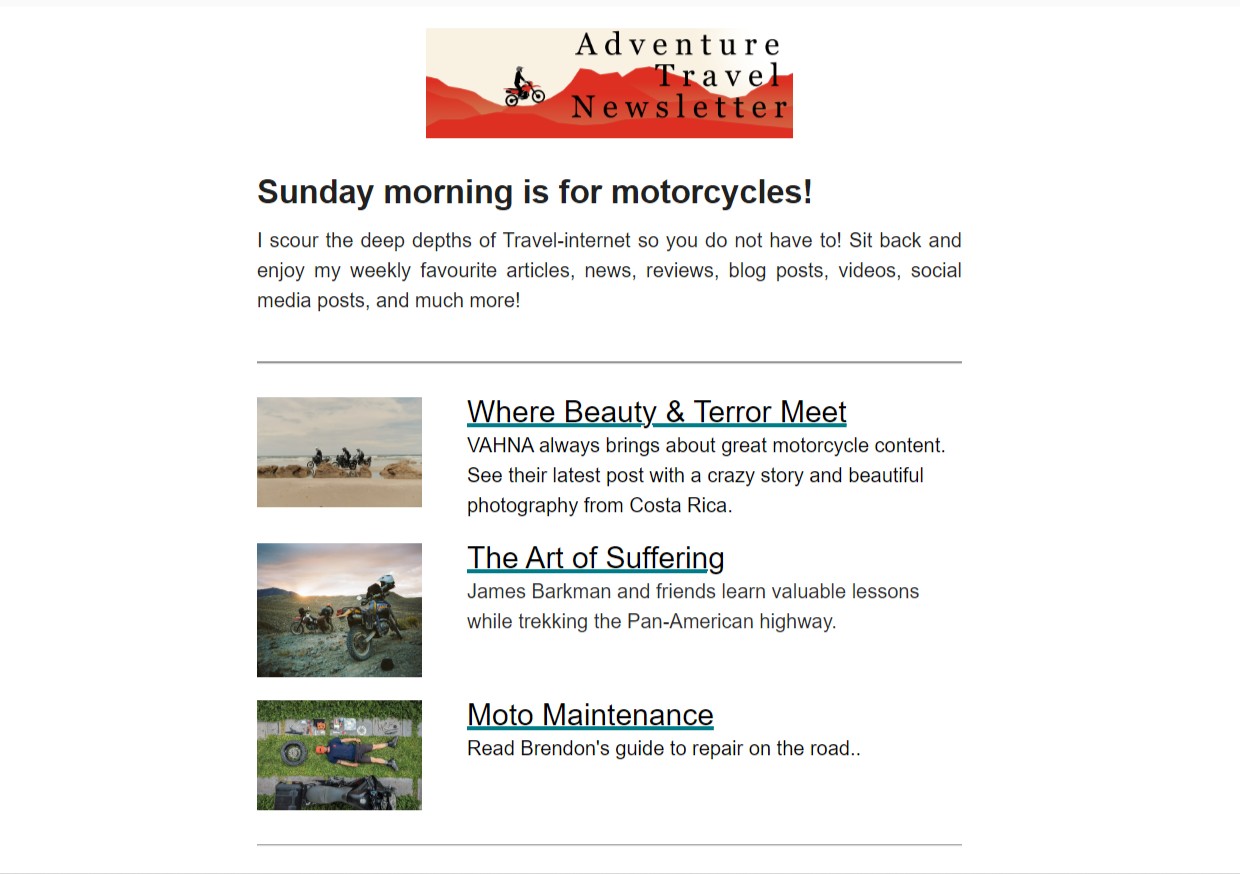 Adventure
Travel
Newsletter
Sunday morning is for motorcycles!
I scour the deep depths of Travel-internet so you do not have to! Sit back and
enjoy my weekly favourite articles, news, reviews, blog posts, videos, social
media posts, and much more!
Where Beauty & Terror Meet
VAHNA always brings about great motorcycle content.
See their latest post with a crazy story and beautiful
photography from Costa Rica.
The Art of Suffering
James Barkman and friends learn valuable lessons
while trekking the Pan-American highway.
Moto Maintenance
Read Brendon's guide to repair on the road..